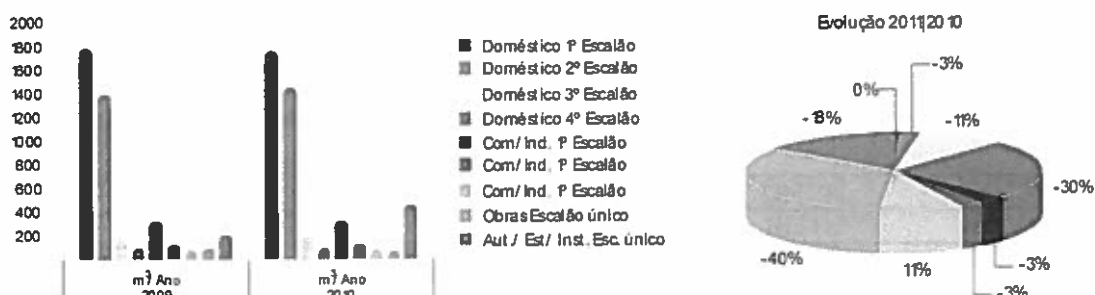 2000
1800
1600
1400
1200
1000
800
600
400
200
m³ Ano
2009
m³ Ano
2010
Doméstico 1º Escalão
Doméstico 2º Escalão
Doméstico 3º Escalão
Doméstico 4º Escalão
Com/ Ind. 1º Escalão
Com/ Ind. 1º Escalão
Com/ Ind. 1º Escalão
Obras Escalão único
Aut./ Est/ Inst. Esc. único
Evolução 2011|2010
-3%
0%
-18%
-11%
-30%
-40%
11%
-3%
-3%